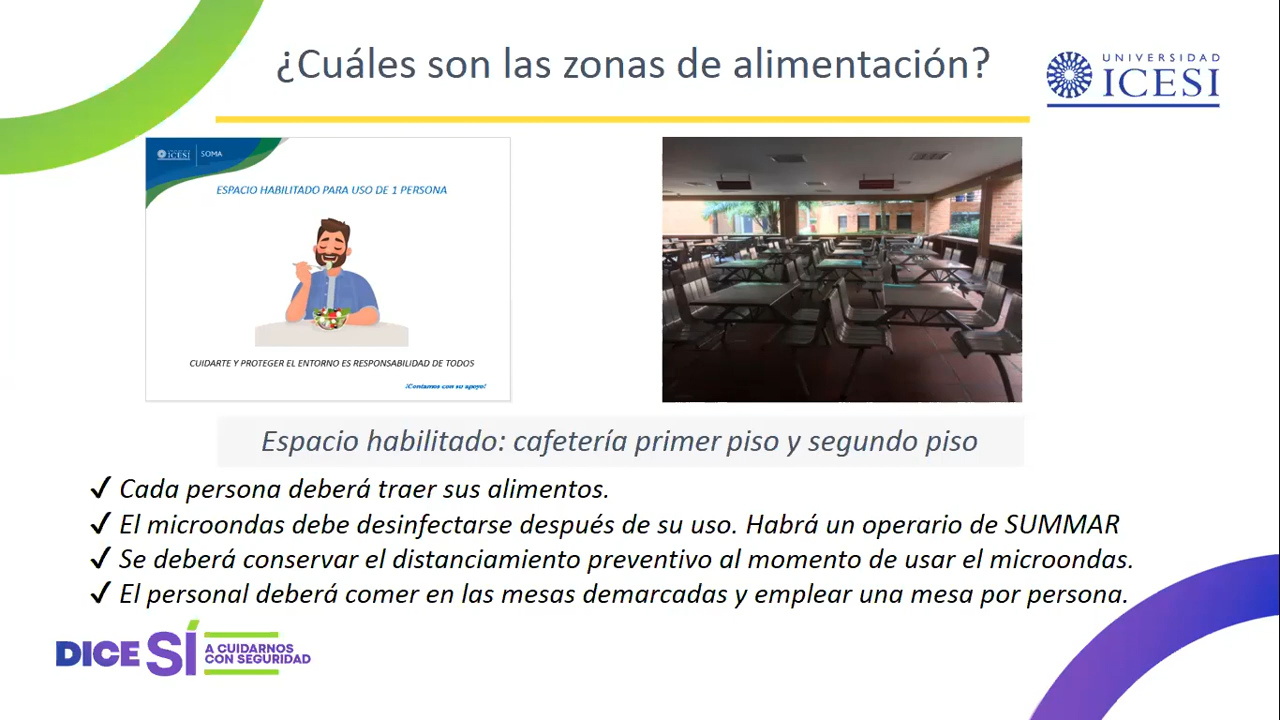 ¿Cuáles son las zonas de alimentación?
UNIVERSIDAD
ICESI
UNIVERSIDAD
ICESI
SOMA
ESPACIO HABILITADO PARA USO DE 1 PERSONA
CUIDARTE Y PROTEGER EL ENTORNO ES RESPONSABILIDAD DE TODOS
¡Contamos con su apoyo!
Espacio habilitado: cafetería primer piso y segundo piso
✓ Cada persona deberá traer sus alimentos.
✓ El microondas debe desinfectarse después de su uso. Habrá un operario de SUMMAR
✓ Se deberá conservar el distanciamiento preventivo al momento de usar el microondas.
✓ El personal deberá comer en las mesas demarcadas y emplear una mesa por persona.
DICE SÍ
A CUIDARNOS
CON SEGURIDAD